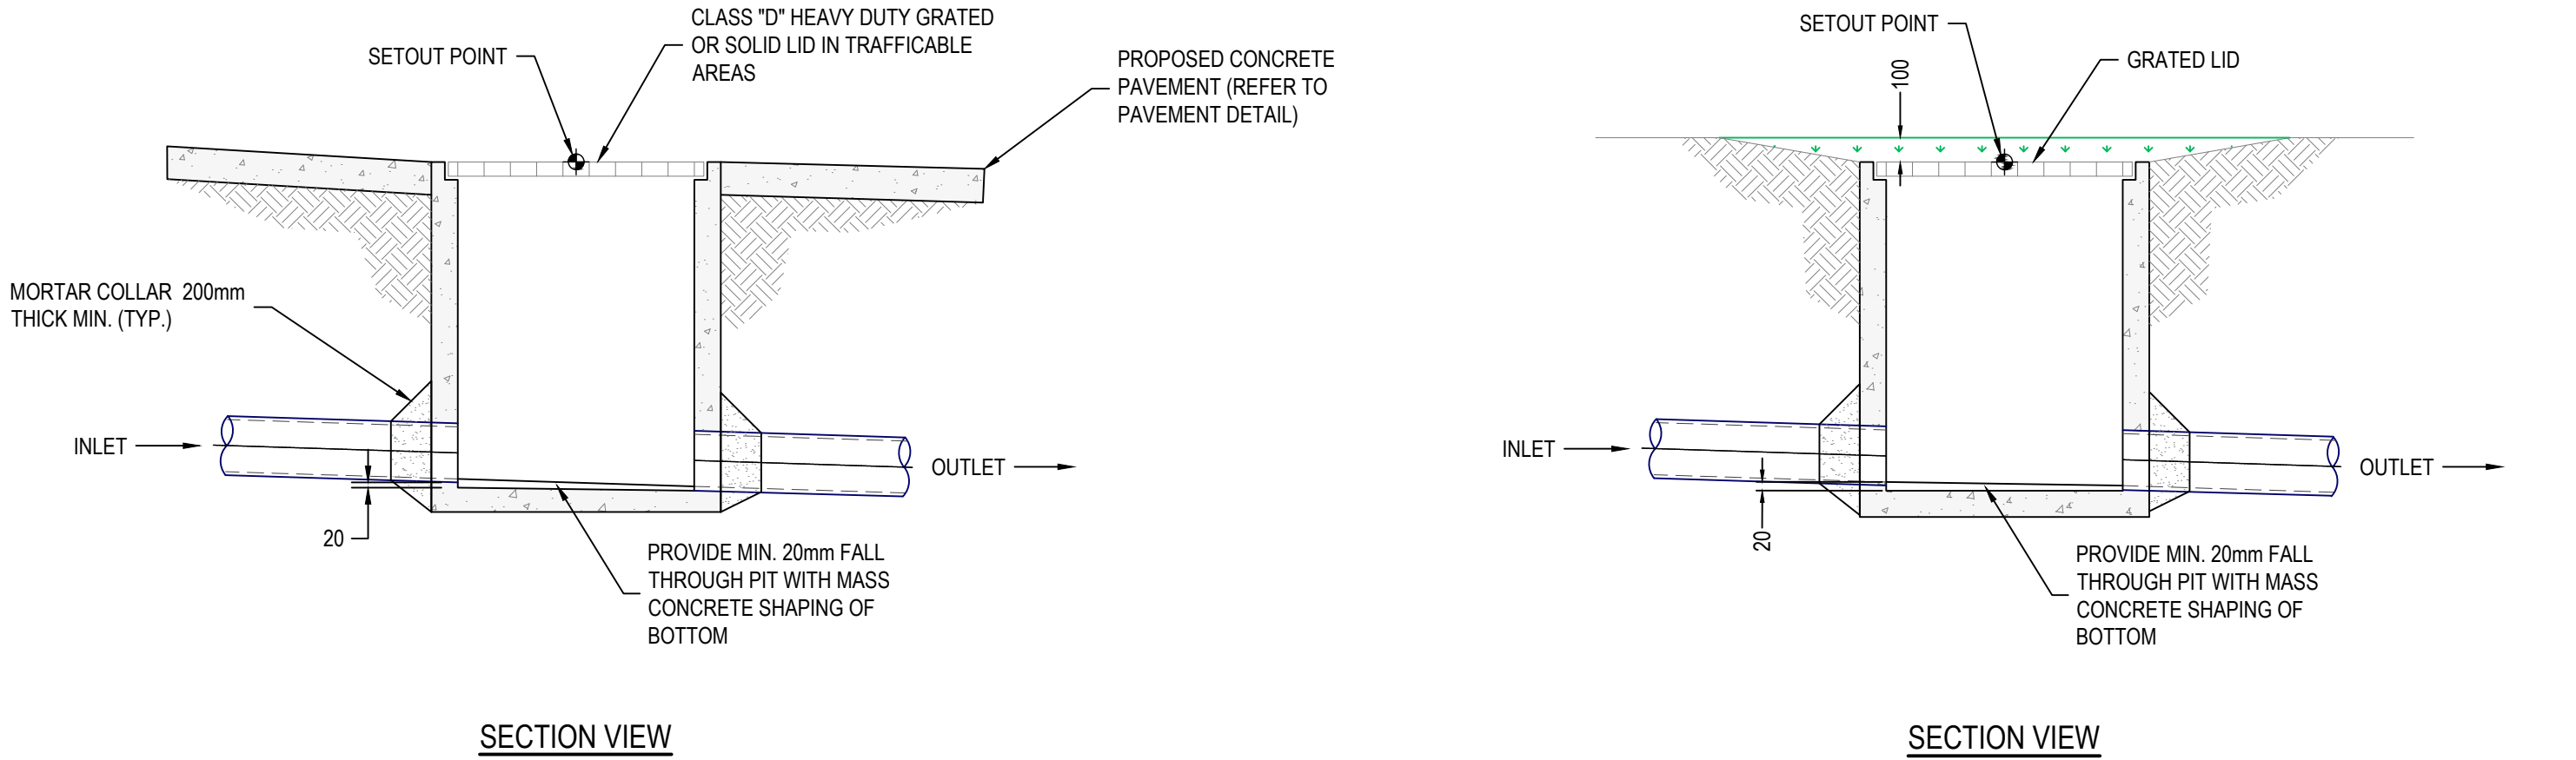 SETOUT POINT
CLASS "D" HEAVY DUTY GRATED
OR SOLID LID IN TRAFFICABLE
AREAS
PROPOSED CONCRETE
PAVEMENT (REFER TO
PAVEMENT DETAIL)
MORTAR COLLAR 200mm
THICK MIN. (TYP.)
INLET
OUTLET
20
PROVIDE MIN. 20mm FALL
THROUGH PIT WITH MASS
CONCRETE SHAPING OF
BOTTOM
SECTION VIEW
SETOUT POINT
100
GRATED LID
INLET
OUTLET
20
PROVIDE MIN. 20mm FALL
THROUGH PIT WITH MASS
CONCRETE SHAPING OF
BOTTOM
SECTION VIEW